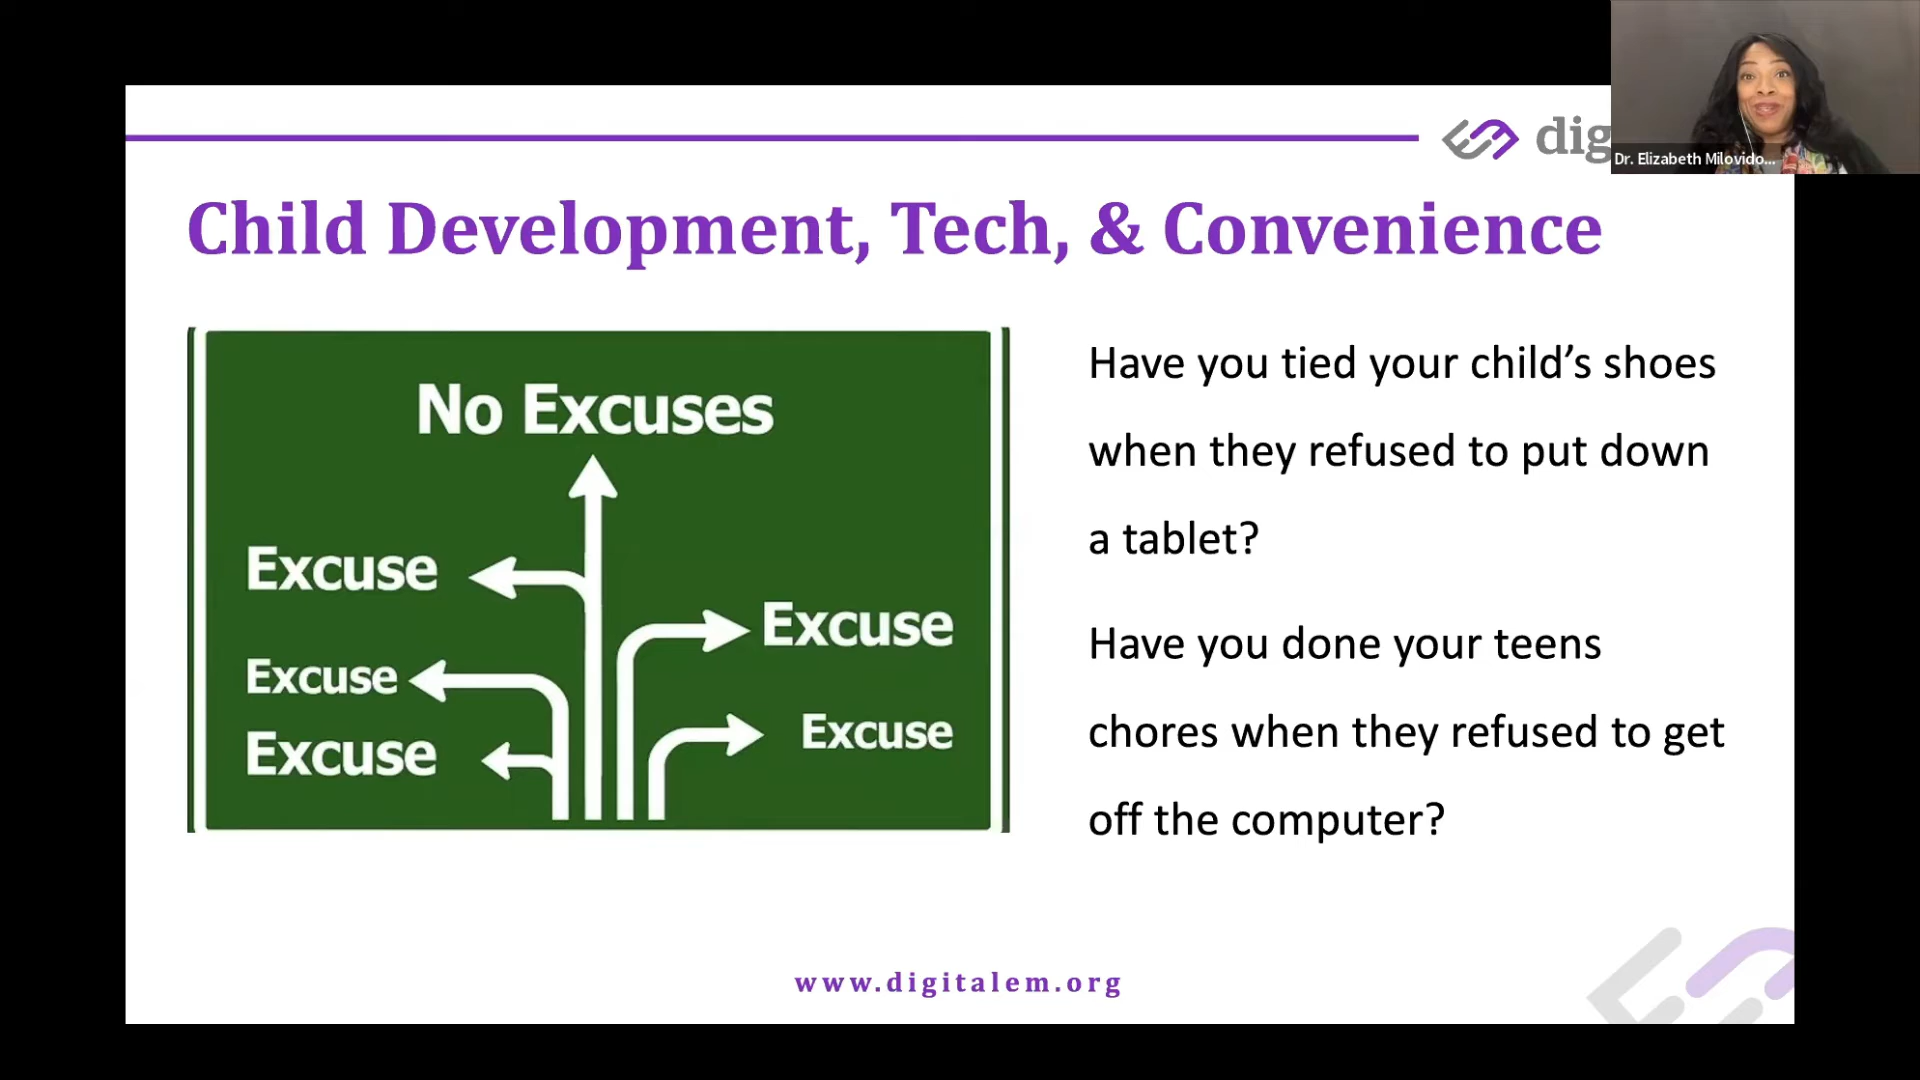 dig
Dr. Elizabeth Milovido...
Child Development, Tech, & Convenience
No Excuses
Excuse
Excuse
Excuse
Excuse
Excuse
Have you tied your child’s shoes
when they refused to put down
a tablet?
Have you done your teens
chores when they refused to get
off the computer?
www.digitalem.org